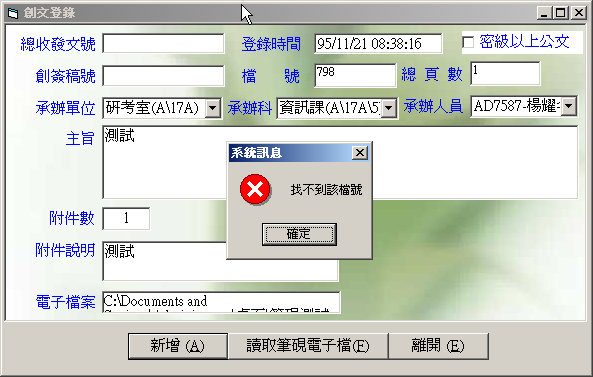 創文登錄
總收發文號
登錄時間 95/11/21 08:38:16
密級以上公文
創簽稿號
檔 號 798
總 頁 數 1
承辦單位 研考室(A\17A)
承辦科 資訊課(A\17A\5
承辦人員 AD7587-楊耀
主旨 測試
系統訊息
找不到該檔號
確定
附件數 1
附件說明 測試
電子檔案 C:\Documents and
新增 (A)
讀取筆硯電子檔(F)
離開 (E)